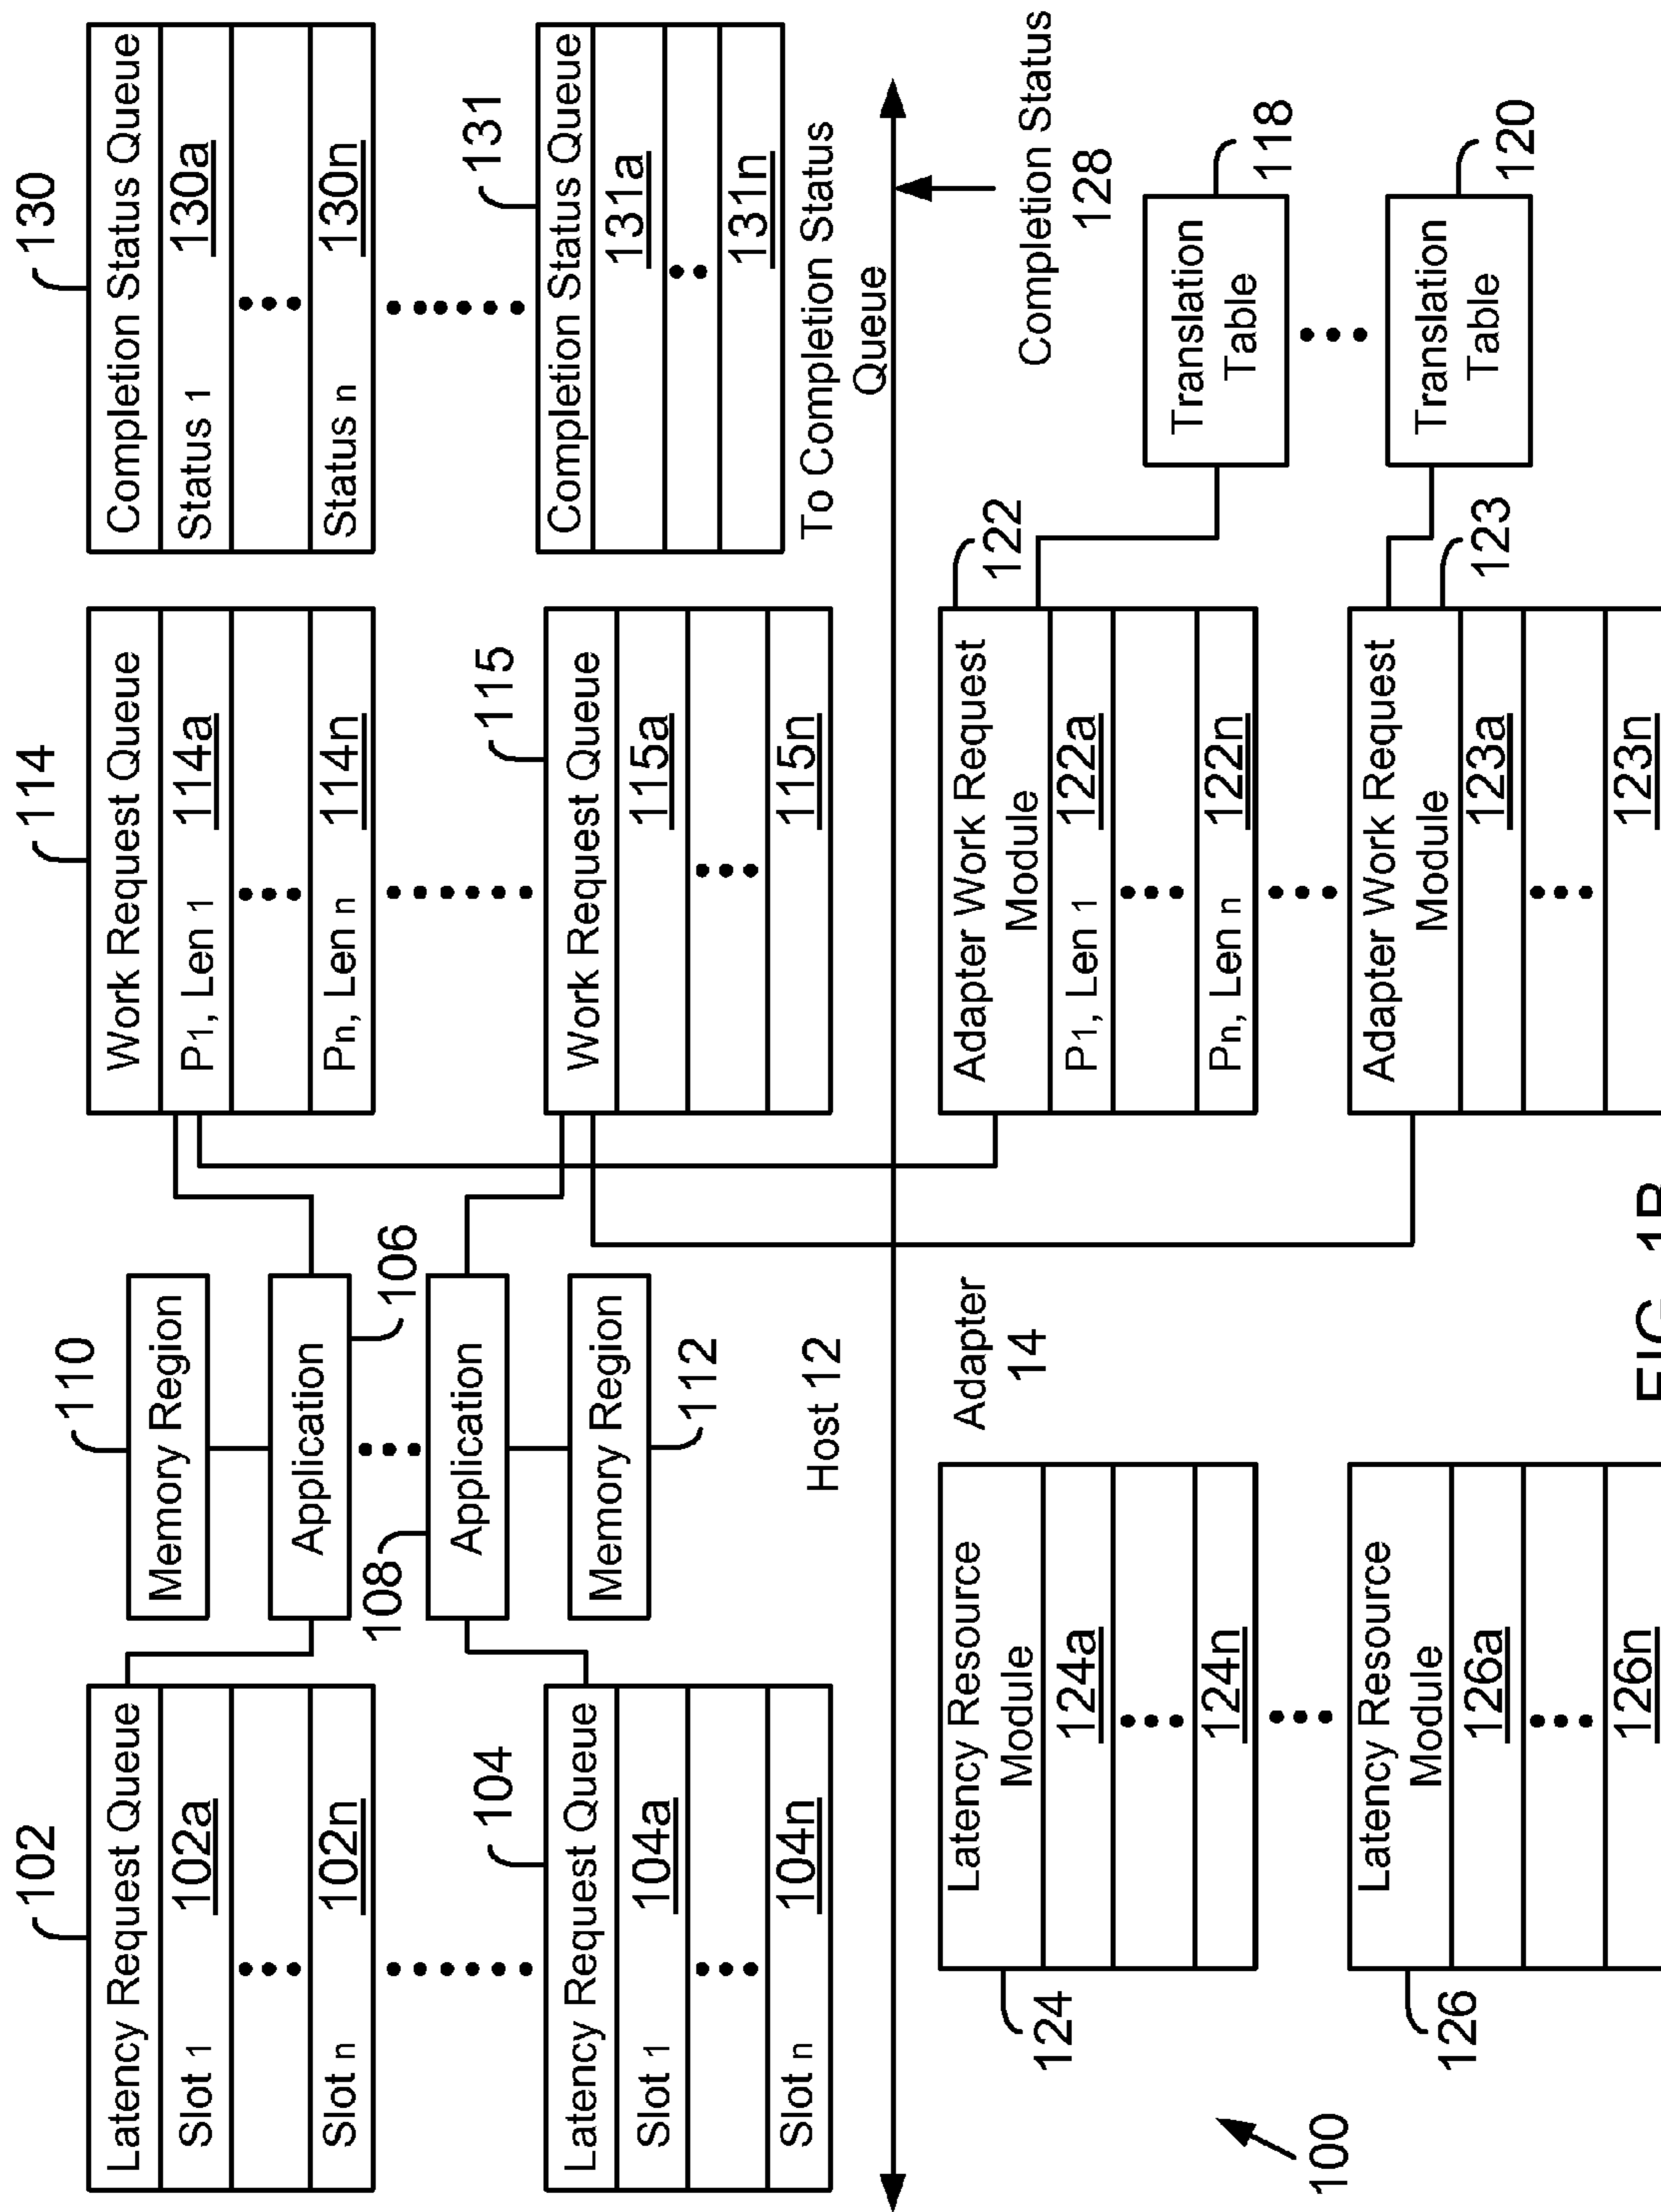 102
Latency Request Queue
Slot 1 102a
Slot n 102n
104
Latency Request Queue
Slot 1 104a
Slot n 104n
110
Memory Region
Application
106
108
Application
Memory Region
112
114
Work Request Queue
P1, Len 1 114a
Pn, Len n 114n
115
Work Request Queue
115a
115n
130
Completion Status Queue
Status 1 130a
Status n 130n
131
Completion Status Queue
131a
131n
To Completion Status
Queue
Host 12
Adapter
14
Completion Status
128
124
Latency Resource
Module
124a
124n
126
Latency Resource
Module
126a
126n
122
Adapter Work Request
Module
P1, Len 1 122a
Pn, Len n 122n
123
Adapter Work Request
Module
123a
123n
118
Translation
Table
120
Translation
Table
100
FIG. 1B